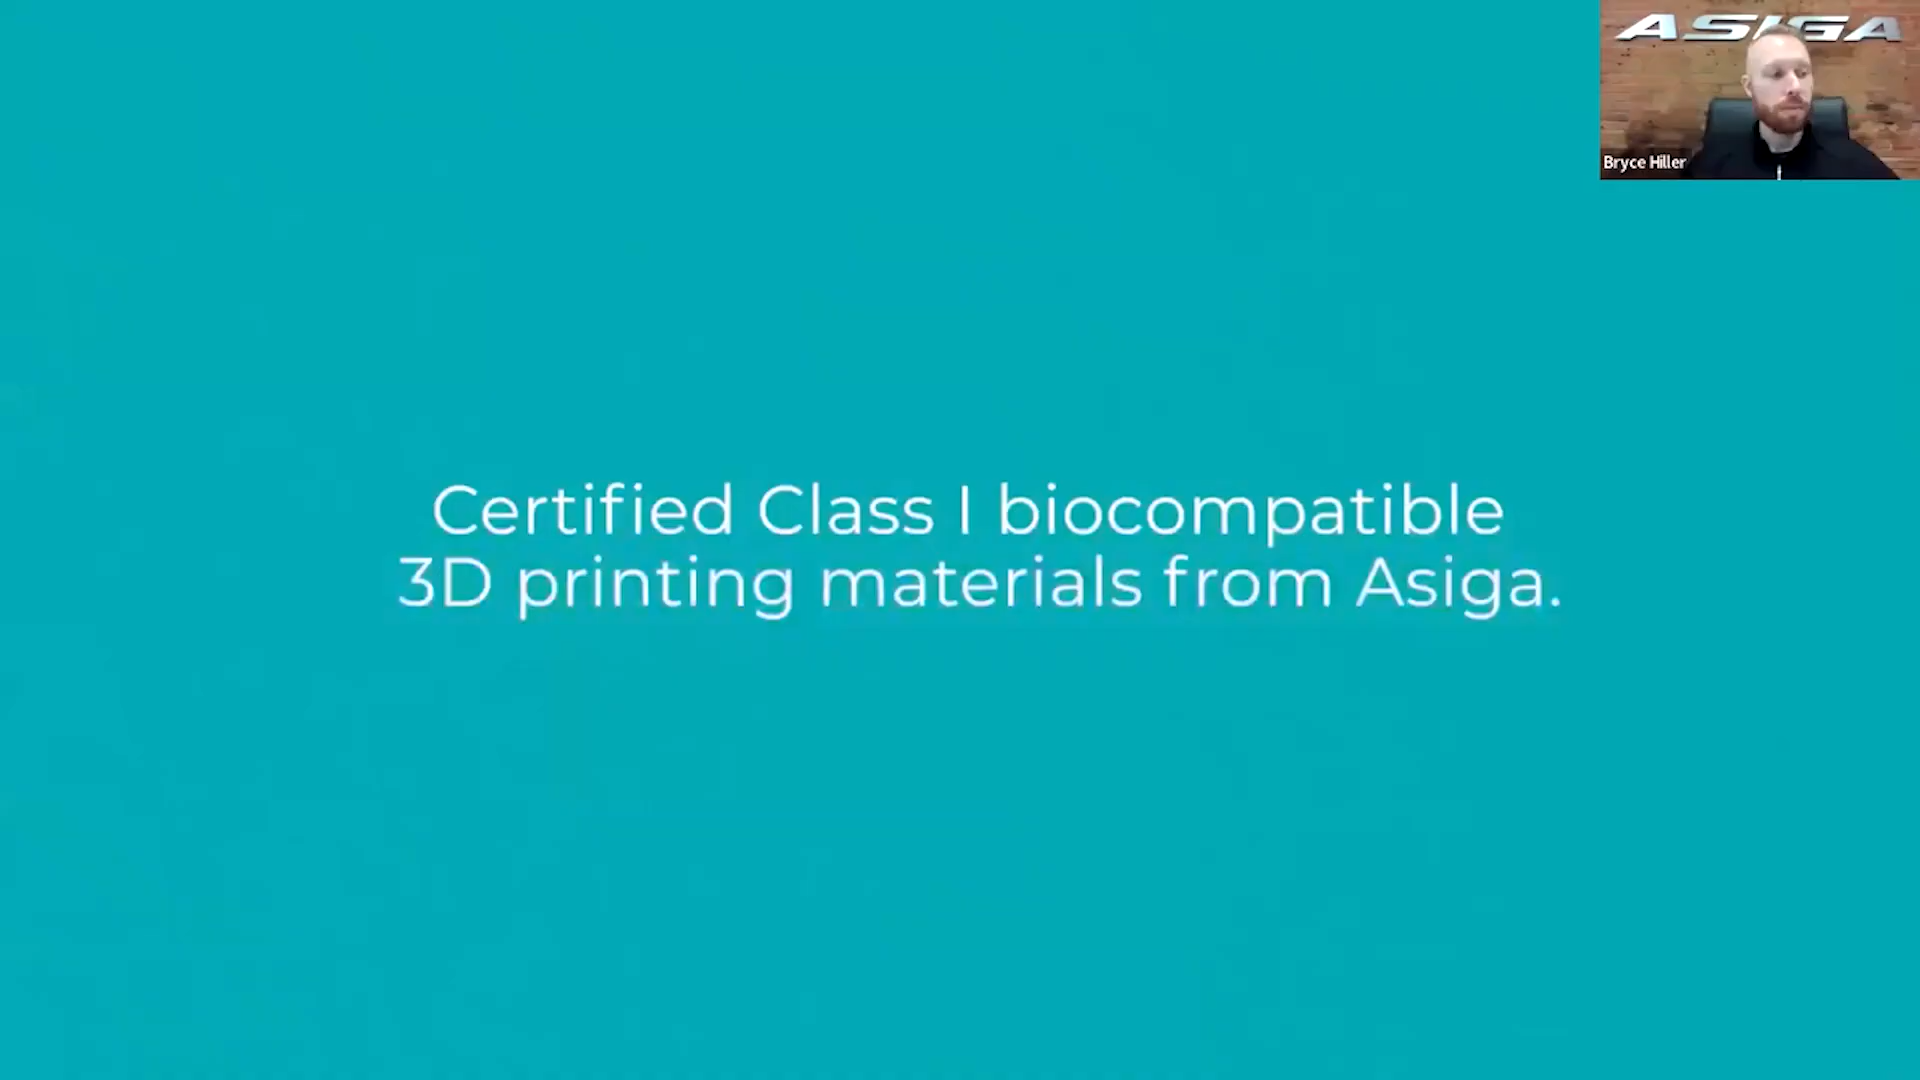 ASIGA
Bryce Hiller
Certified Class I biocompatible
3D printing materials from Asiga.